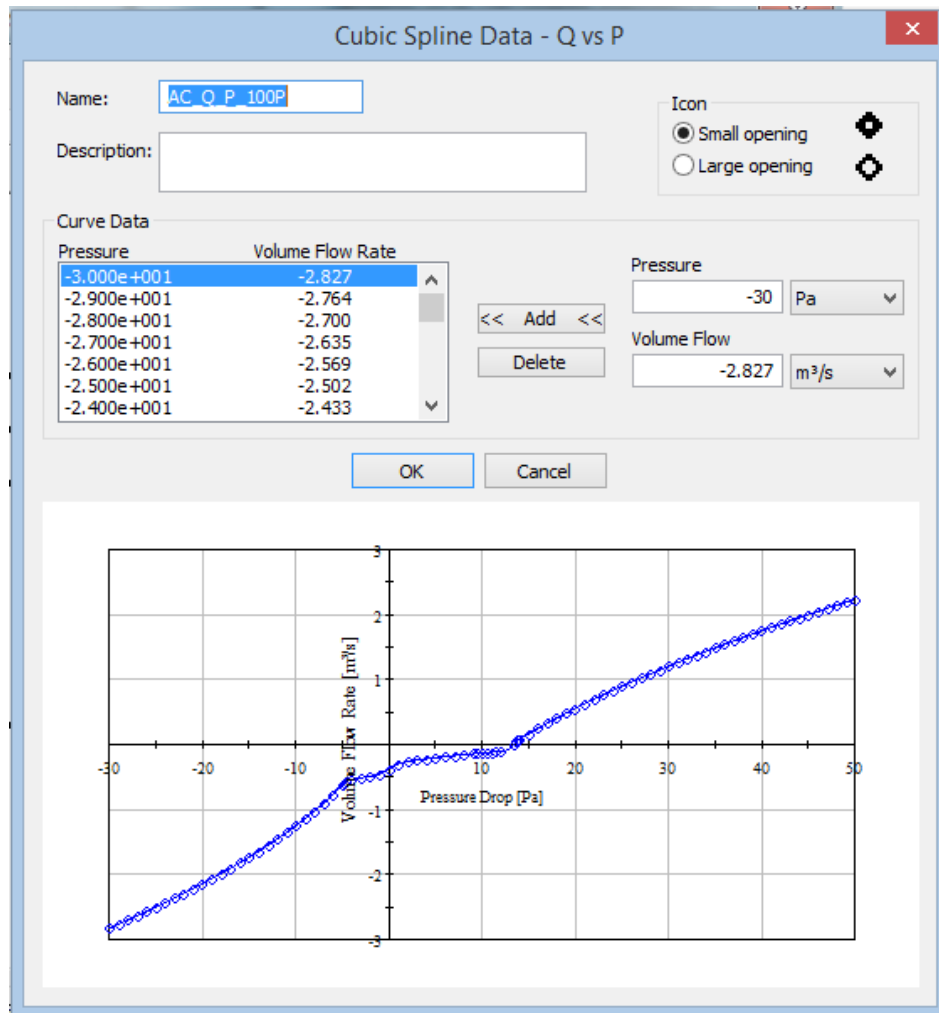 Cubic Spline Data - Q vs P
Name: AC_Q_P_100P
Icon
Small opening
Large opening
Description:
Curve Data
Pressure Volume Flow Rate
-3.000e+001 -2.827
-2.900e+001 -2.764
-2.800e+001 -2.700
-2.700e+001 -2.635
-2.600e+001 -2.569
-2.500e+001 -2.502
-2.400e+001 -2.433
<< Add <<
Delete
Pressure
-30 Pa
Volume Flow
-2.827 m³/s
OK Cancel
3
2
1
-30 -20 -10 10 20 30 40 50
-1
-2
-3
Volume Flow Rate [m³/s]
Pressure Drop [Pa]